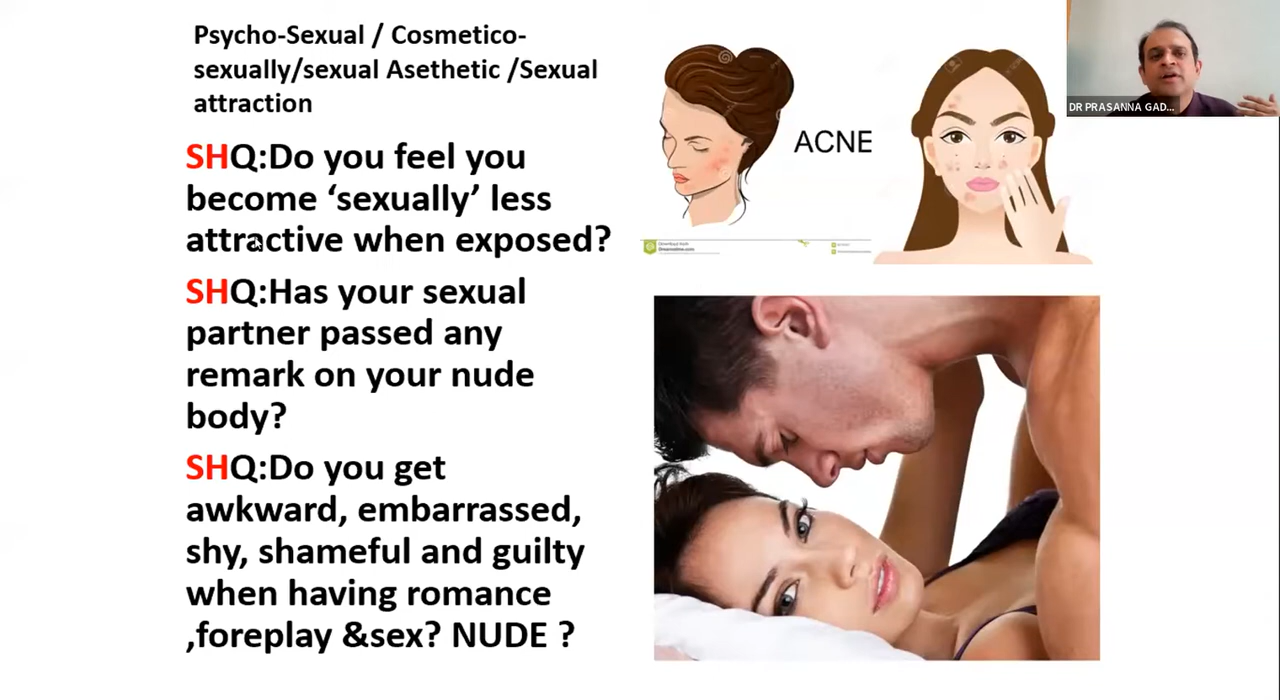 Psycho-Sexual / Cosmetico-
sexually/sexual Asethetic /Sexual
attraction
SHQ:Do you feel you
become ‘sexually’ less
attractive when exposed?
SHQ:Has your sexual
partner passed any
remark on your nude
body?
SHQ:Do you get
awkward, embarrassed,
shy, shameful and guilty
when having romance
,foreplay &sex? NUDE ?
ACNE
DR PRASANNA GAD...